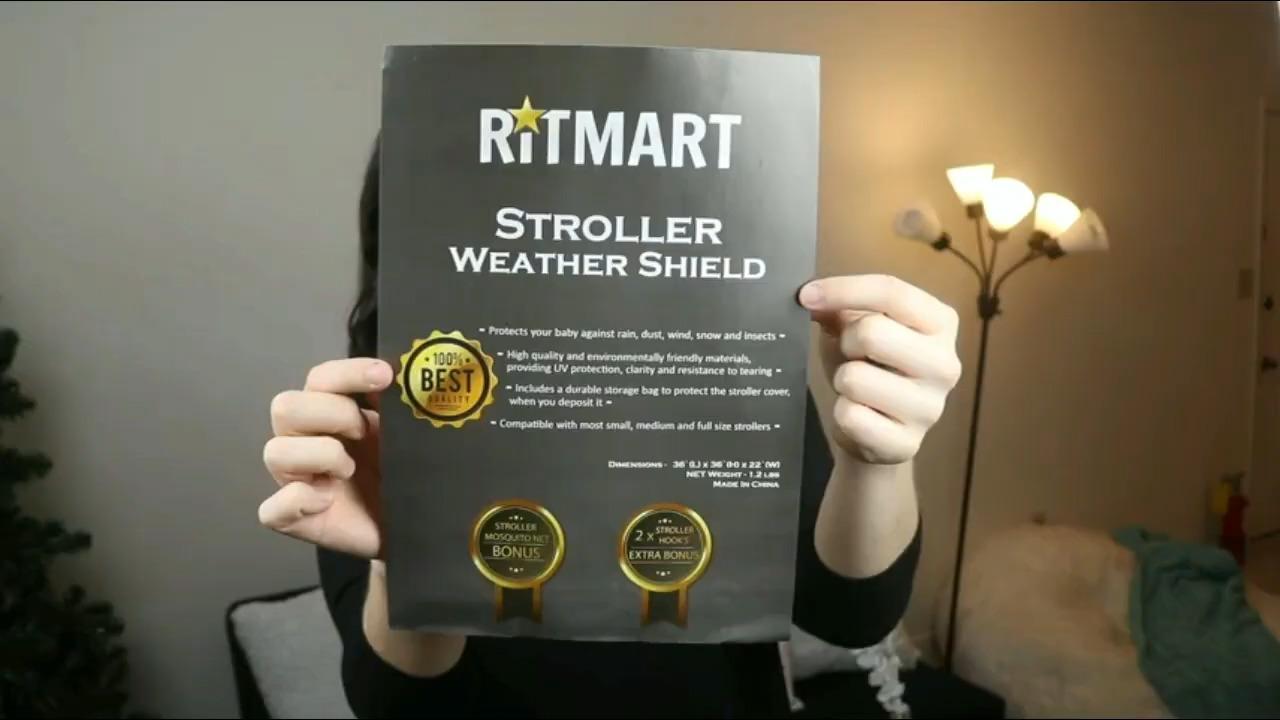 RiTMART
STROLLER
WEATHER SHIELD
- Protects your baby against rain, dust, wind, snow and insects -
- High quality and environmentally friendly materials,
providing UV protection, clarity and resistance to tearing -
- Includes a durable storage bag to protect the stroller cover,
when you deposit it -
- Compatible with most small, medium and full size strollers -
100%
BEST
QUALITY
DIMENSIONS - 36"(L) x 36"(H) x 22"(W)
NET WEIGHT - 1.2 LBS
MADE IN CHINA
STROLLER
MOSQUITO NET
BONUS
2 x STROLLER
HOOKS
EXTRA BONUS